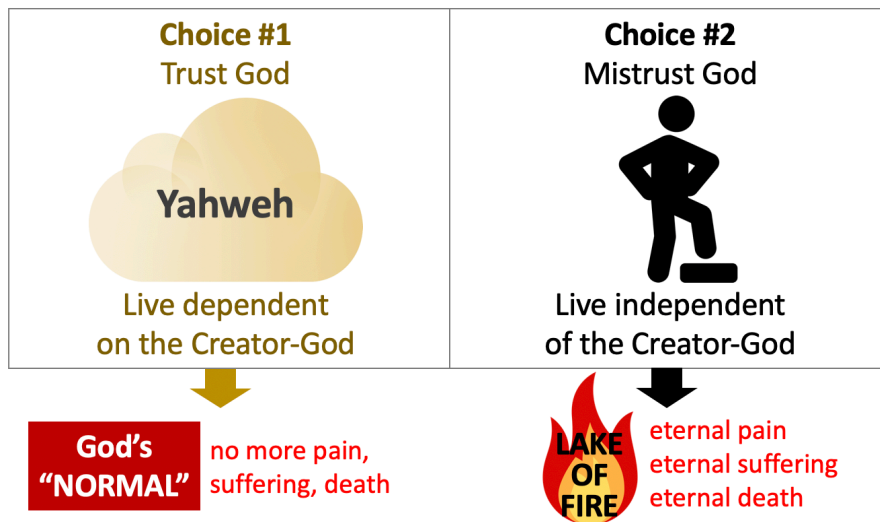 Choice #1
Trust God
Yahweh
Live dependent
on the Creator-God
Choice #2
Mistrust God
Live independent
of the Creator-God
God's
"NORMAL"
no more pain,
suffering, death
LAKE
OF
FIRE
eternal pain
eternal suffering
eternal death